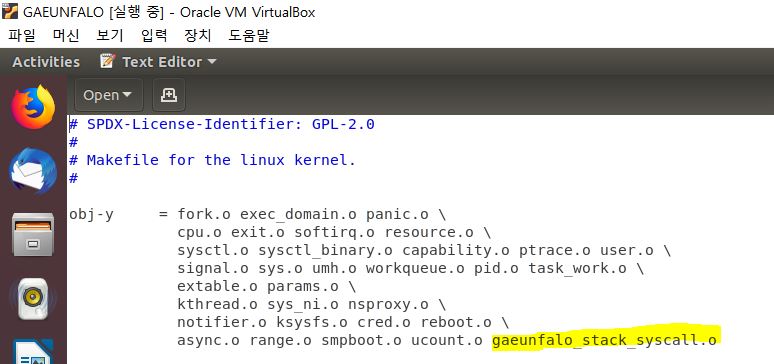 GAEUNFALO [실행 중] - Oracle VM VirtualBox
파일 머신 보기 입력 장치 도움말
Activities Text Editor
Open
# SPDX-License-Identifier: GPL-2.0
#
# Makefile for the linux kernel.
#
obj-y = fork.o exec_domain.o panic.o \
cpu.o exit.o softirq.o resource.o \
sysctl.o sysctl_binary.o capability.o ptrace.o user.o \
signal.o sys.o umh.o workqueue.o pid.o task_work.o \
extable.o params.o \
kthread.o sys_ni.o nsproxy.o \
notifier.o ksysfs.o cred.o reboot.o \
async.o range.o smpboot.o ucount.o gaeunfalo_stack_syscall.o